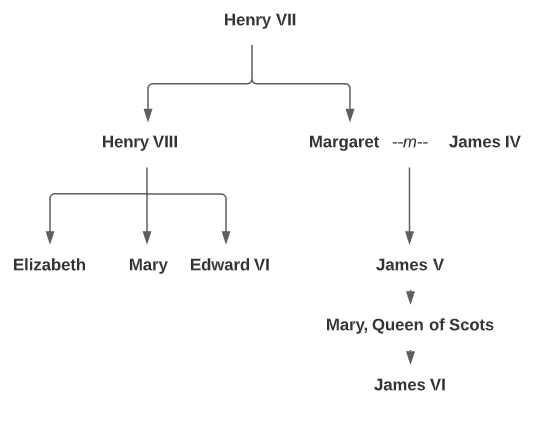 Henry VII
Henry VIII
Margaret --m-- James IV
Elizabeth
Mary
Edward VI
James V
Mary, Queen of Scots
James VI